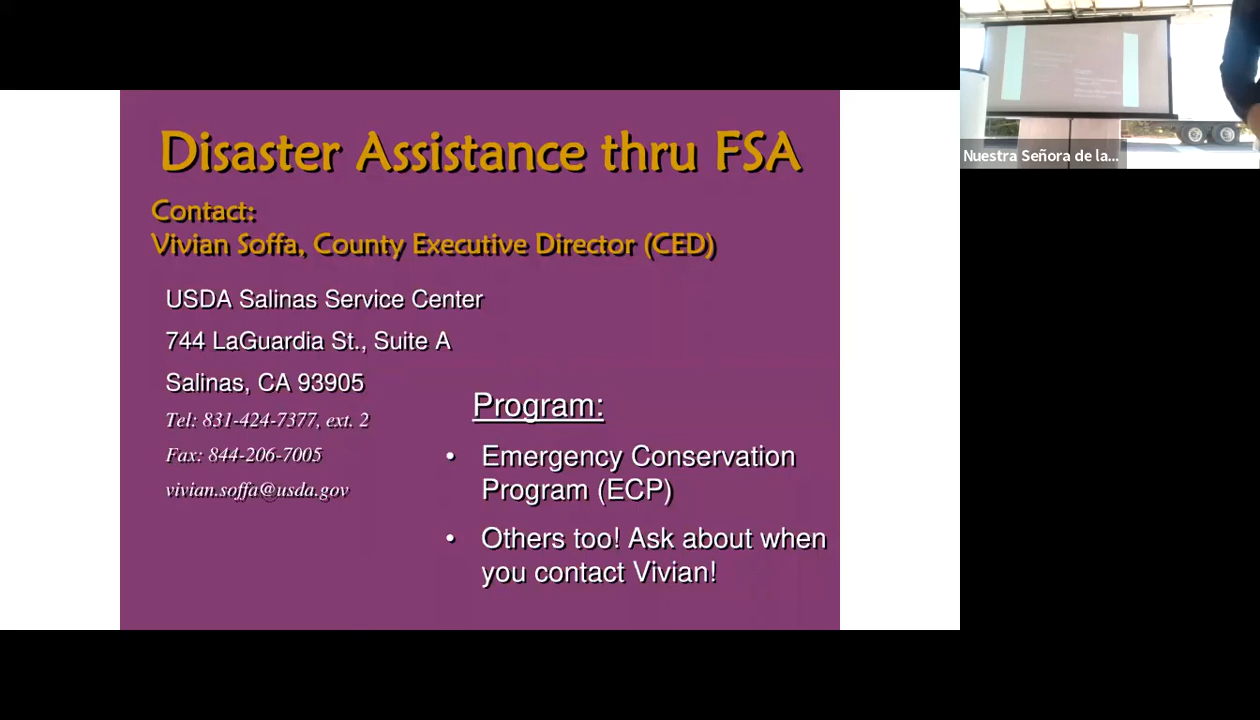 Disaster Assistance thru FSA
Contact:
Vivian Soffa, County Executive Director (CED)
USDA Salinas Service Center
744 LaGuardia St., Suite A
Salinas, CA 93905
Tel: 831-424-7377, ext. 2
Fax: 844-206-7005
vivian.soffa@usda.gov
Program:
• Emergency Conservation
Program (ECP)
• Others too! Ask about when
you contact Vivian!
Nuestra Señora de la...